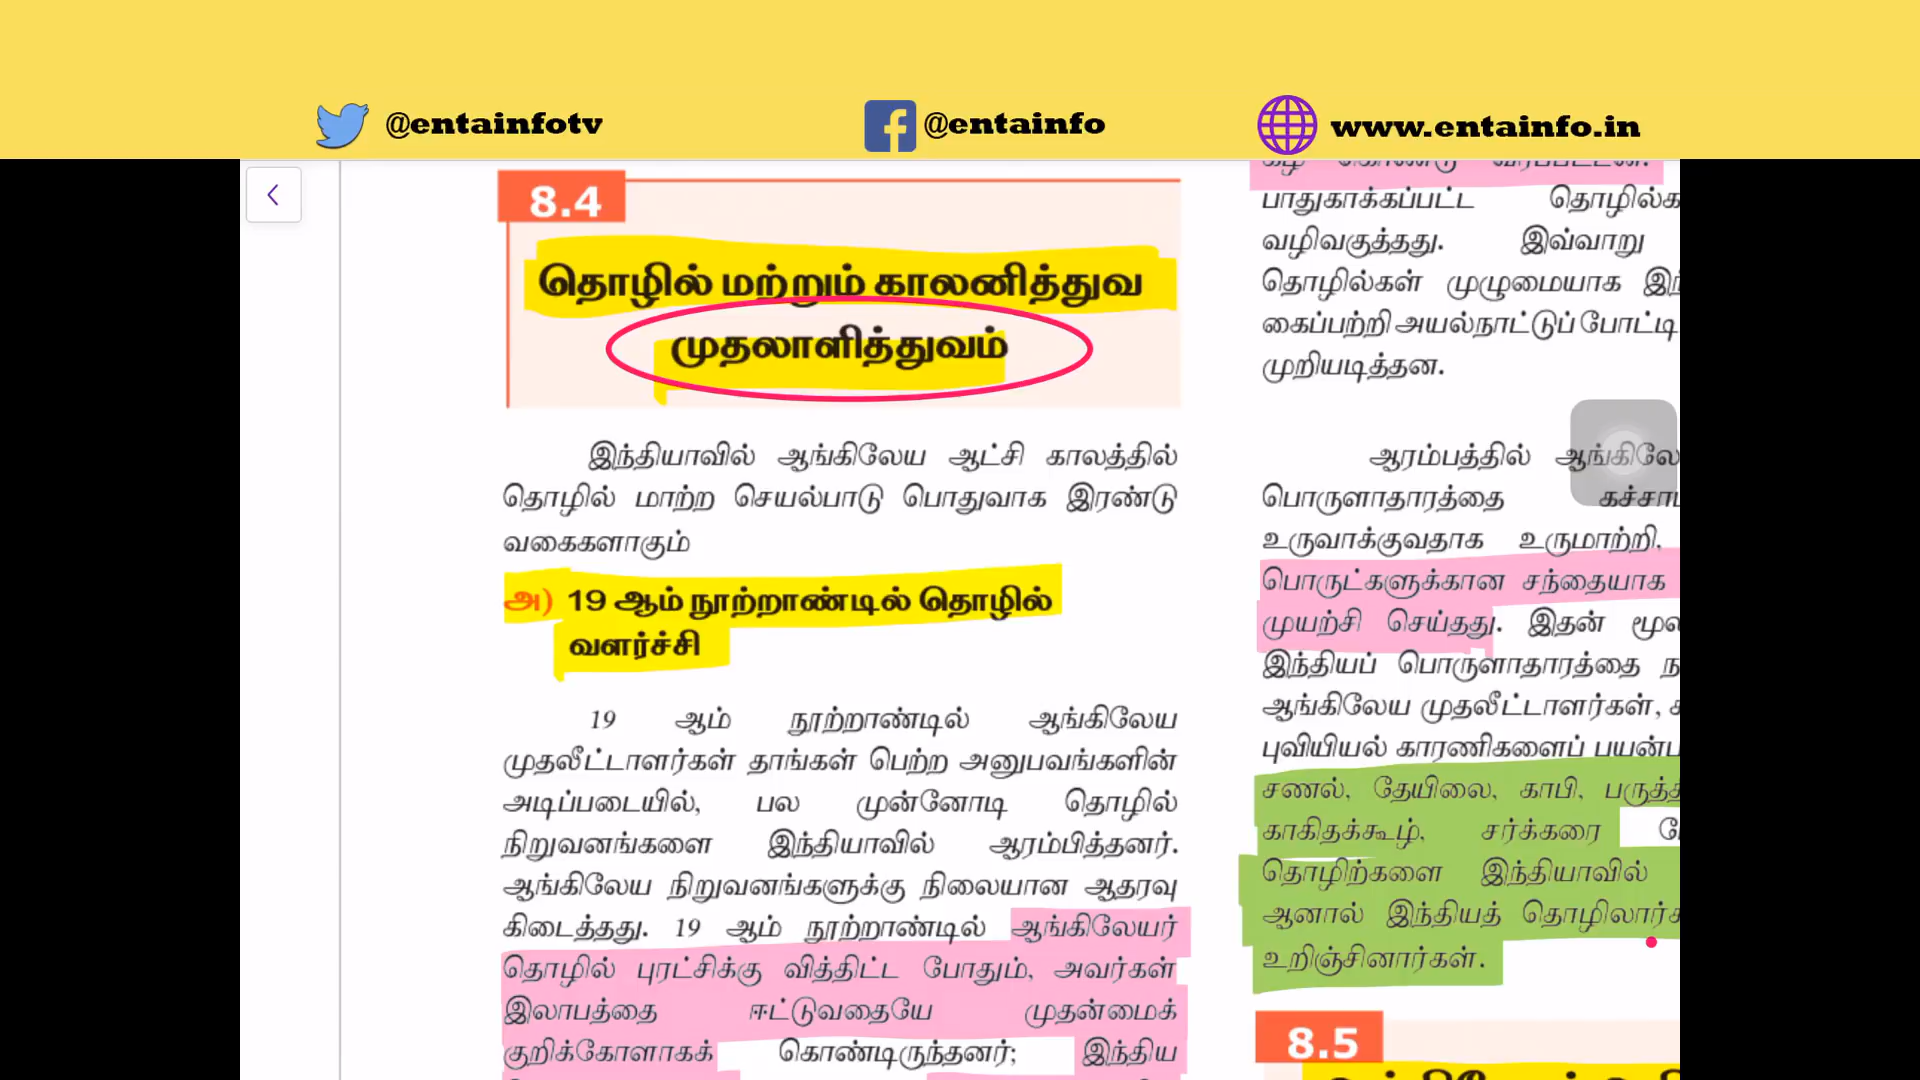 @entainfotv
@entainfo
www.entainfo.in
8.4
தொழில் மற்றும் காலனித்துவ
முதலாளித்துவம்
இந்தியாவில் ஆங்கிலேய ஆட்சி காலத்தில்
தொழில் மாற்ற செயல்பாடு பொதுவாக இரண்டு
வகைகளாகும்
அ) 19 ஆம் நூற்றாண்டில் தொழில்
வளர்ச்சி
19 ஆம் நூற்றாண்டில் ஆங்கிலேய
முதலீட்டாளர்கள் தாங்கள் பெற்ற அனுபவங்களின்
அடிப்படையில், பல முன்னோடி தொழில்
நிறுவனங்களை இந்தியாவில் ஆரம்பித்தனர்.
ஆங்கிலேய நிறுவனங்களுக்கு நிலையான ஆதரவு
கிடைத்தது. 19 ஆம் நூற்றாண்டில் ஆங்கிலேயர்
தொழில் புரட்சிக்கு வித்திட்ட போதும், அவர்கள்
இலாபத்தை ஈட்டுவதையே முதன்மைக்
குறிக்கோளாகக் கொண்டிருந்தனர்; இந்திய
பாதுகாக்கப்பட்ட
வழிவகுத்தது. இவ்வாறு
தொழில்கள் முழுமையாக
கைப்பற்றி அயல்நாட்டுப் போட்டி
முறியடித்தன.
ஆரம்பத்தில்
பொருளாதாரத்தை
உருவாக்குவதாக உருமாற்றி,
பொருட்களுக்கான சந்தையாக
முயற்சி செய்தது. இதன்
இந்தியப் பொருளாதாரத்தை
ஆங்கிலேய முதலீட்டாளர்கள்,
புவியியல் காரணிகளைப்
சணல், தேயிலை, காபி,
காகிதக்கூழ், சர்க்கரை
தொழிற்களை இந்தியாவில்
ஆனால் இந்தியத்
உறிஞ்சினார்கள்.
8.5